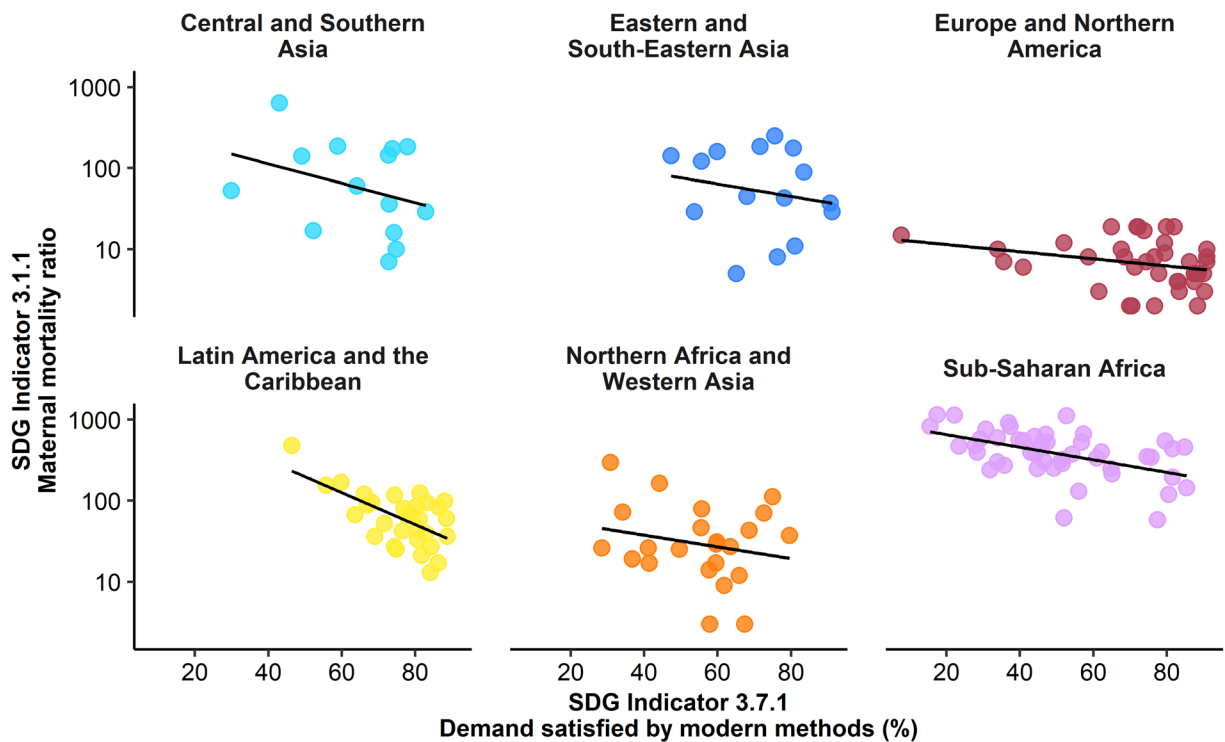 Central and Southern
Asia
Eastern and
South-Eastern Asia
Europe and Northern
America
1000
100
10
Latin America and the
Caribbean
Northern Africa and
Western Asia
Sub-Saharan Africa
1000
100
10
SDG Indicator 3.1.1
Maternal mortality ratio
20 40 60 80
20 40 60 80
20 40 60 80
SDG Indicator 3.7.1
Demand satisfied by modern methods (%)